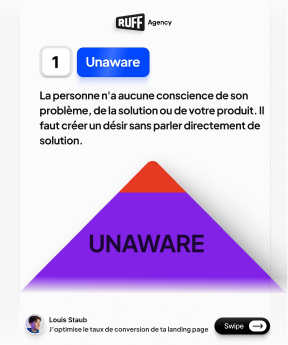 RUFF Agency
1 Unaware
La personne n'a aucune conscience de son
problème, de la solution ou de votre produit. Il
faut créer un désir sans parler directement de
solution.
UNAWARE
Louis Staub
J'optimise le taux de conversion de ta landing page
Swipe